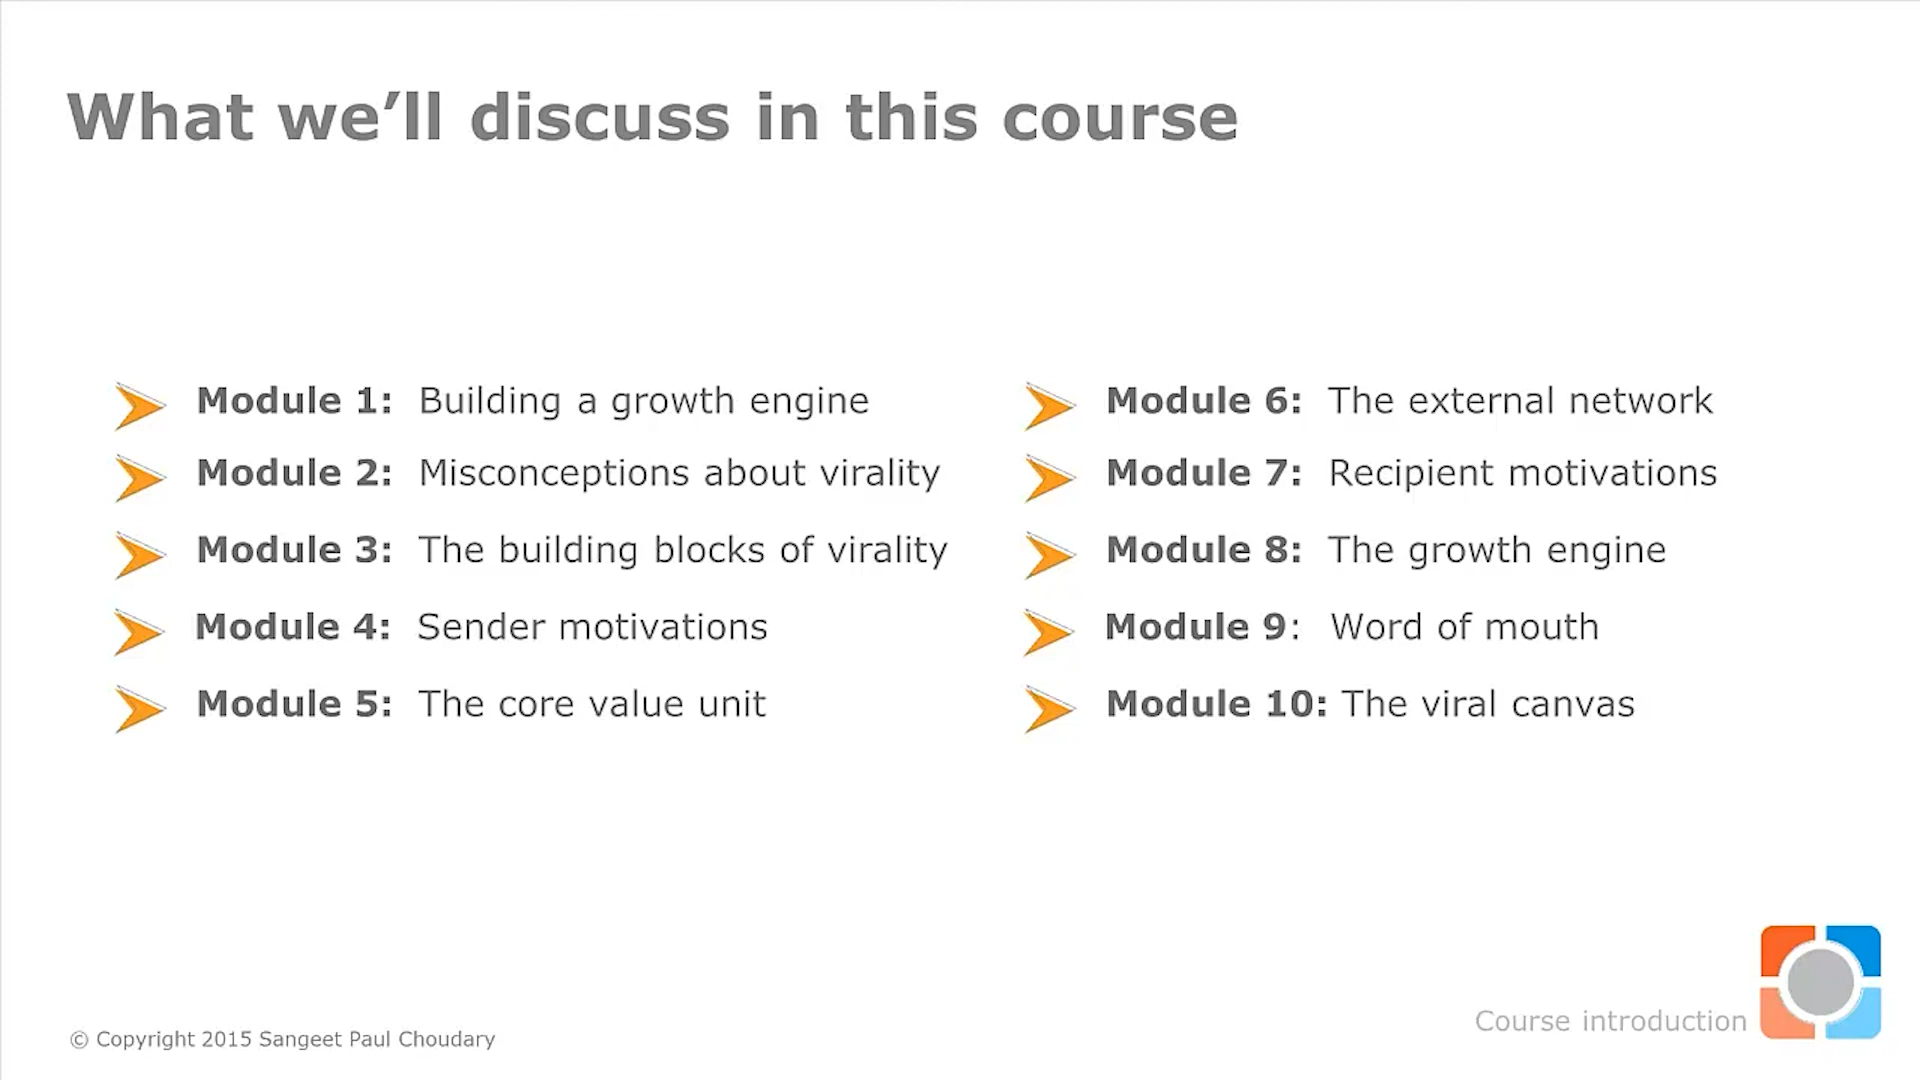 What we’ll discuss in this course
Module 1: Building a growth engine
Module 2: Misconceptions about virality
Module 3: The building blocks of virality
Module 4: Sender motivations
Module 5: The core value unit
Module 6: The external network
Module 7: Recipient motivations
Module 8: The growth engine
Module 9: Word of mouth
Module 10: The viral canvas
© Copyright 2015 Sangeet Paul Choudary
Course introduction